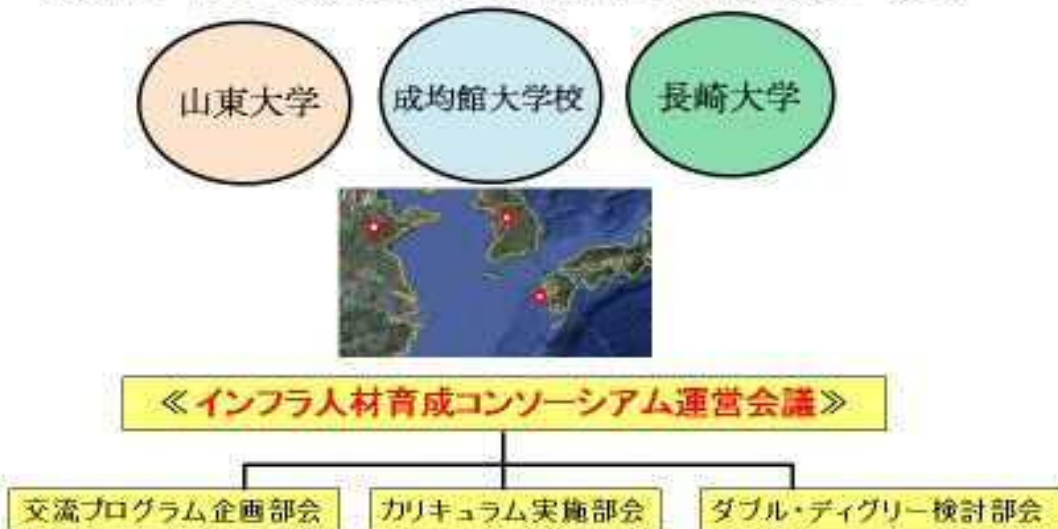 山東大学 成均館大学校 長崎大学
≪インフラ人材育成コンソーシアム運営会議≫
交流プログラム企画部会 カリキュラム実施部会 ダブル・ディグリー検討部会